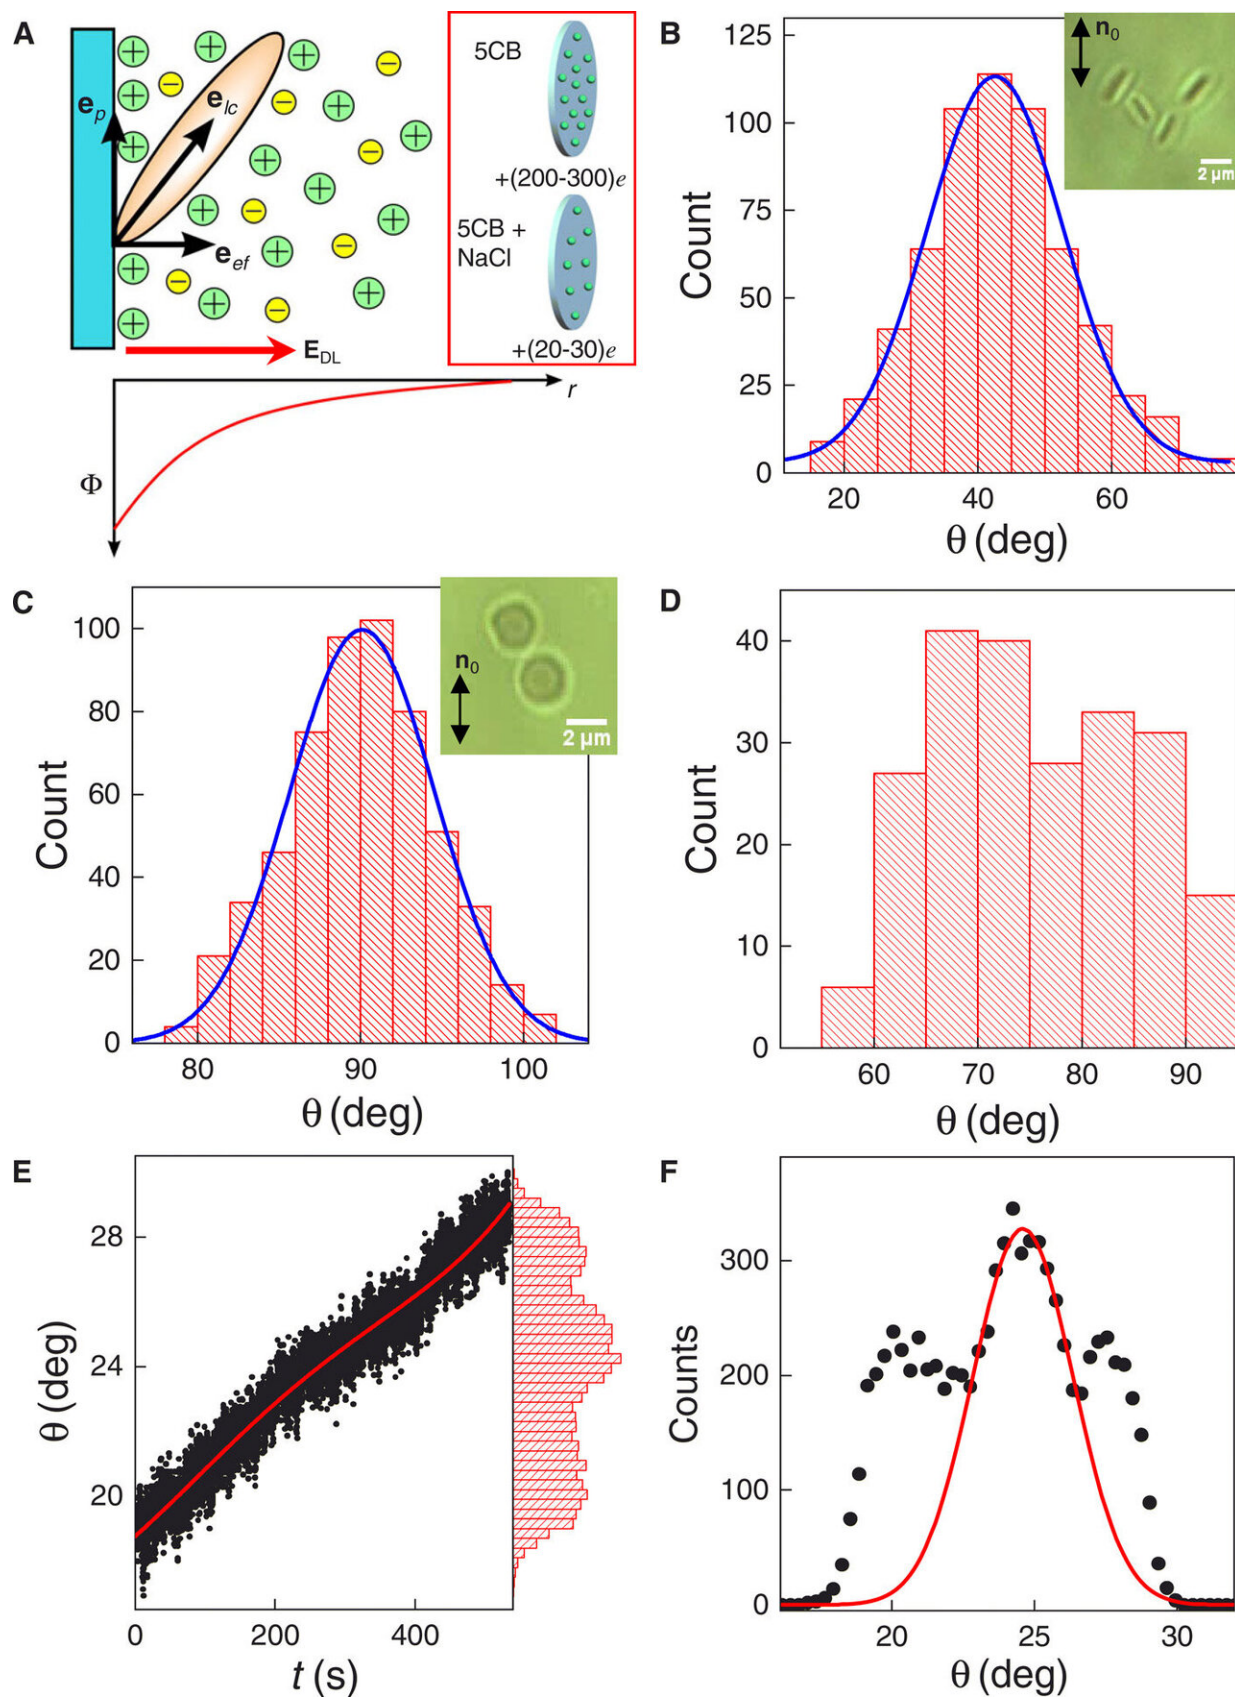 A
e_p
e_lc
e_ef
E_DL
+ + + + + + + + + + + + + + + + +
− − − − − − − −
5CB
+(200-300)e
5CB +
NaCl
+(20-30)e
r
Φ
B
n₀
2 μm
125
100
75
50
25
0
Count
20 40 60
θ (deg)
C
n₀
2 μm
100
80
60
40
20
0
Count
80 90 100
θ (deg)
D
40
30
20
10
0
Count
60 70 80 90
θ (deg)
E
28
24
20
θ (deg)
0 200 400
t (s)
F
300
200
100
0
Counts
20 25 30
θ (deg)